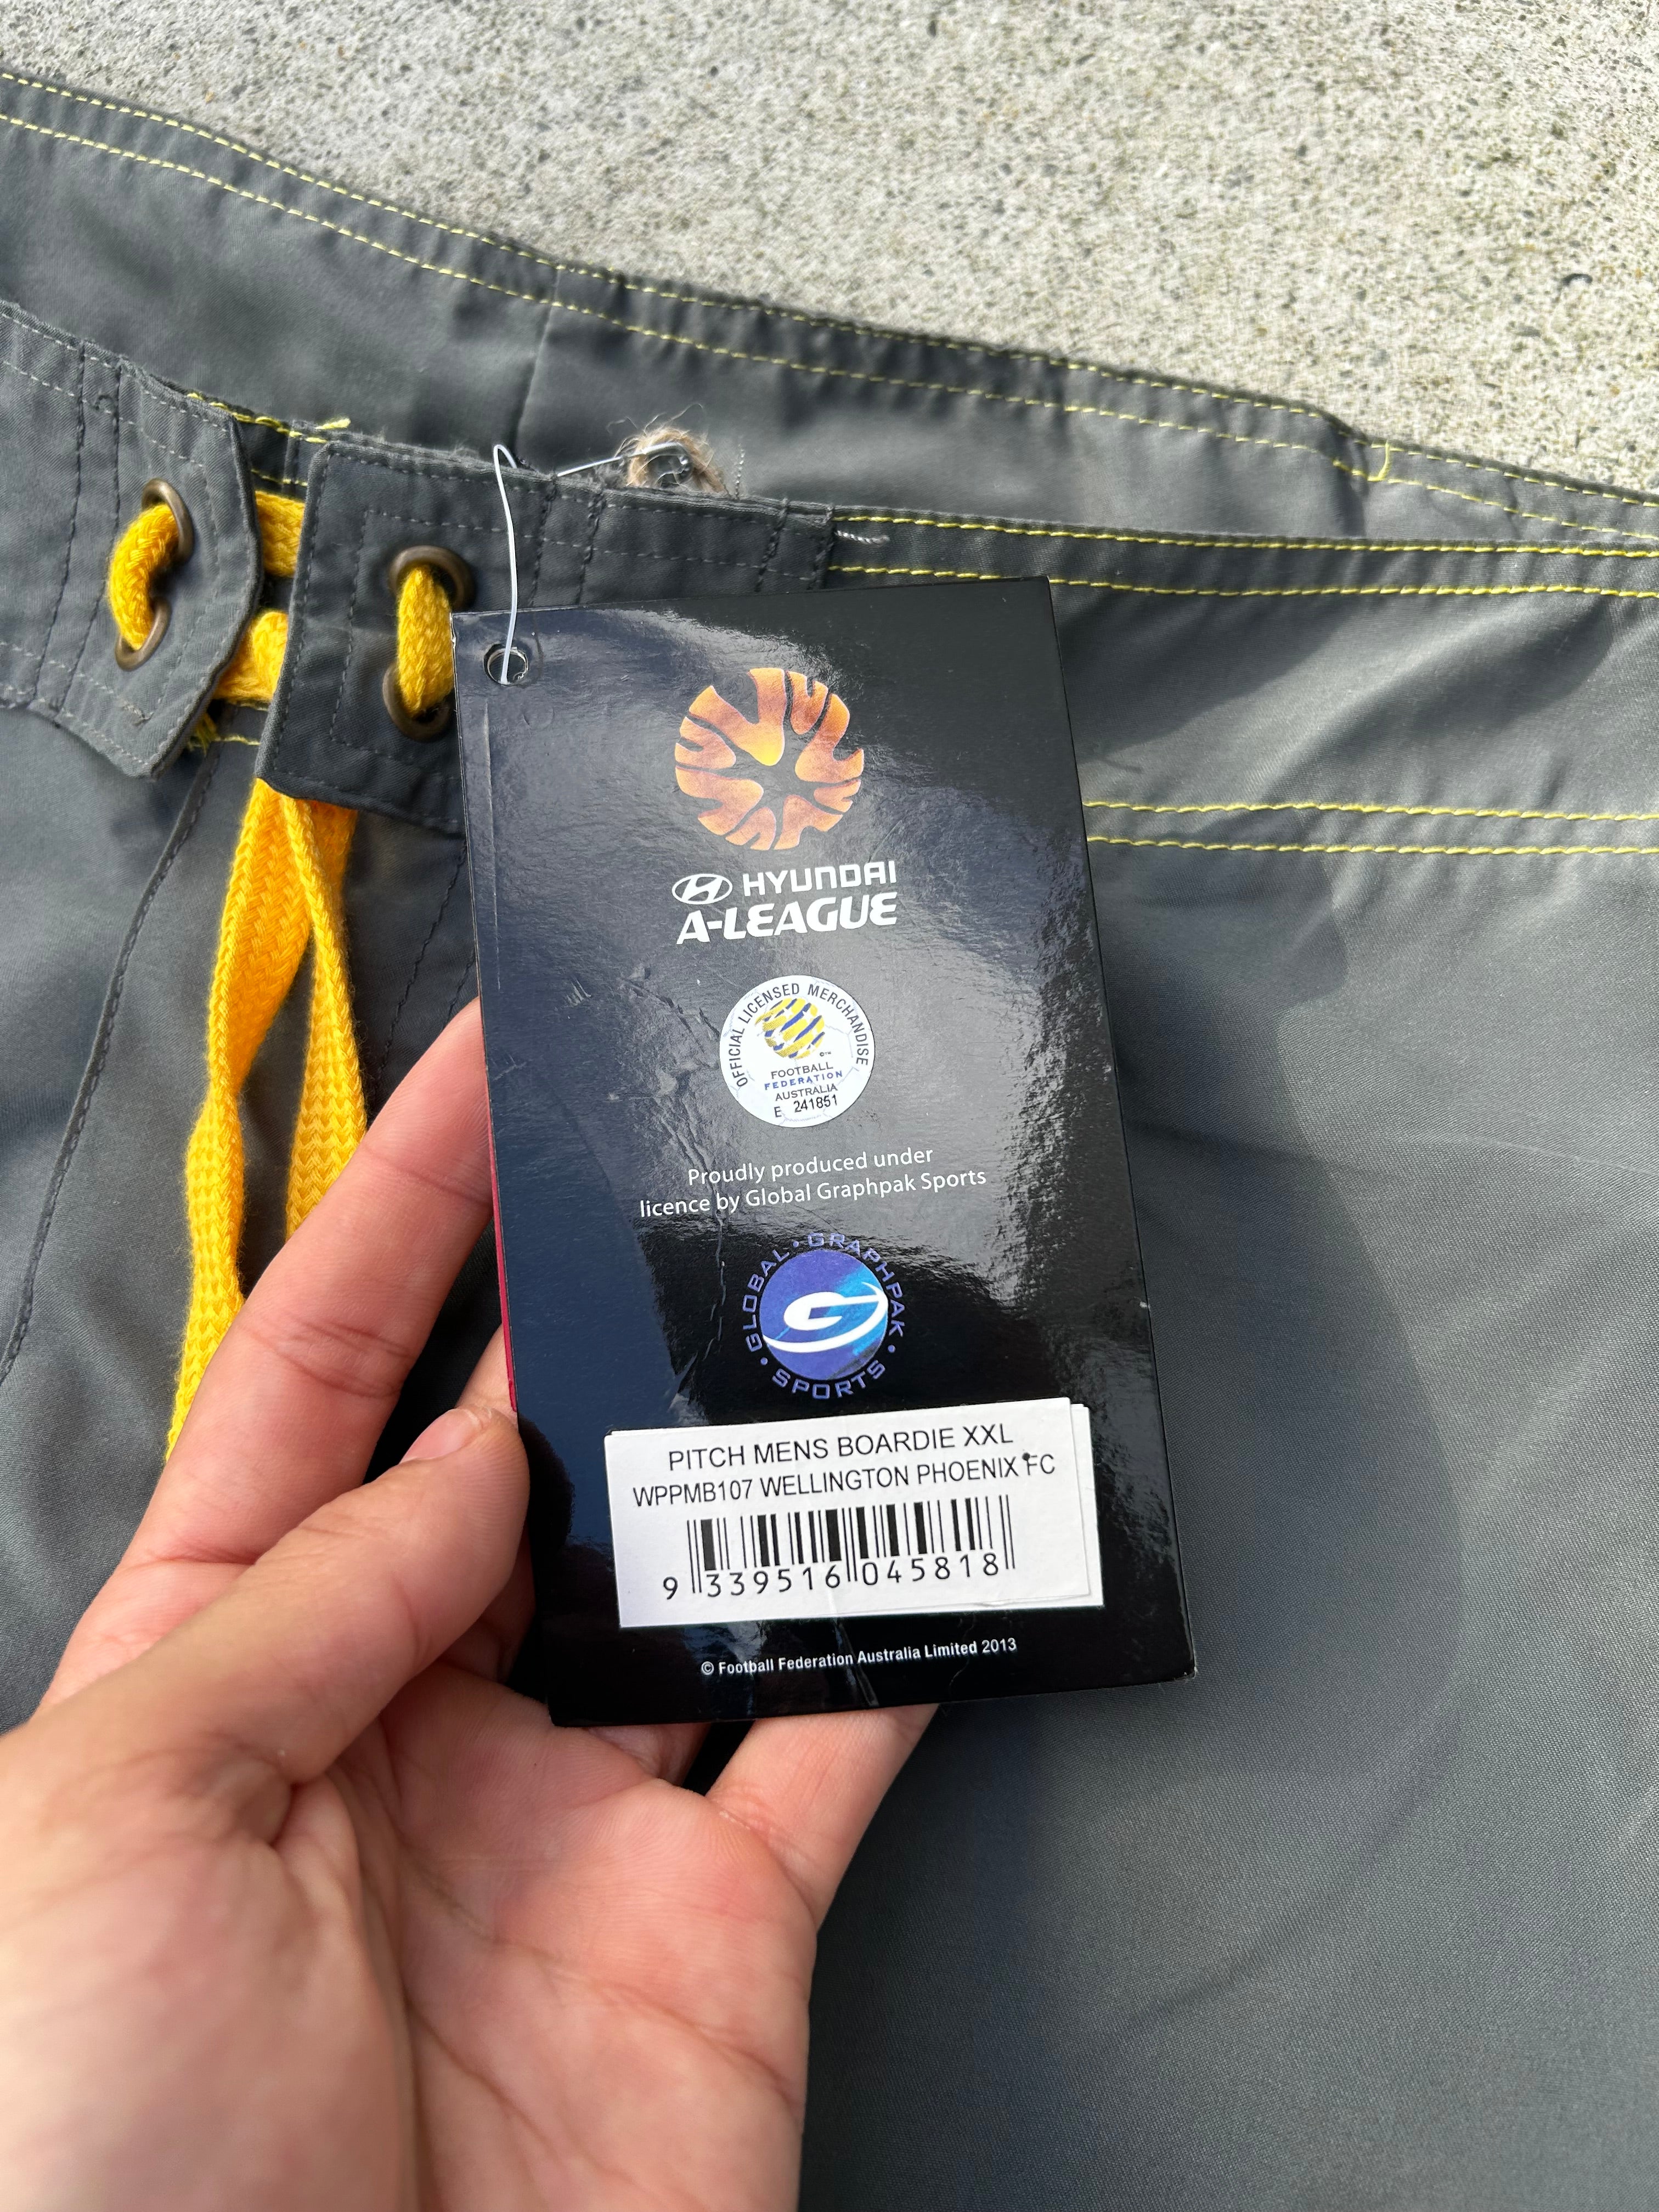 HYUNDAI
A-LEAGUE
OFFICIAL LICENSED MERCHANDISE
FOOTBALL
FEDERATION
AUSTRALIA
E 241851
Proudly produced under
licence by Global Graphpak Sports
GLOBAL • GRAPHPAK • SPORTS •
PITCH MENS BOARDIE XXL
WPPMB107 WELLINGTON PHOENIX FC
9 339516 045818
© Football Federation Australia Limited 2013